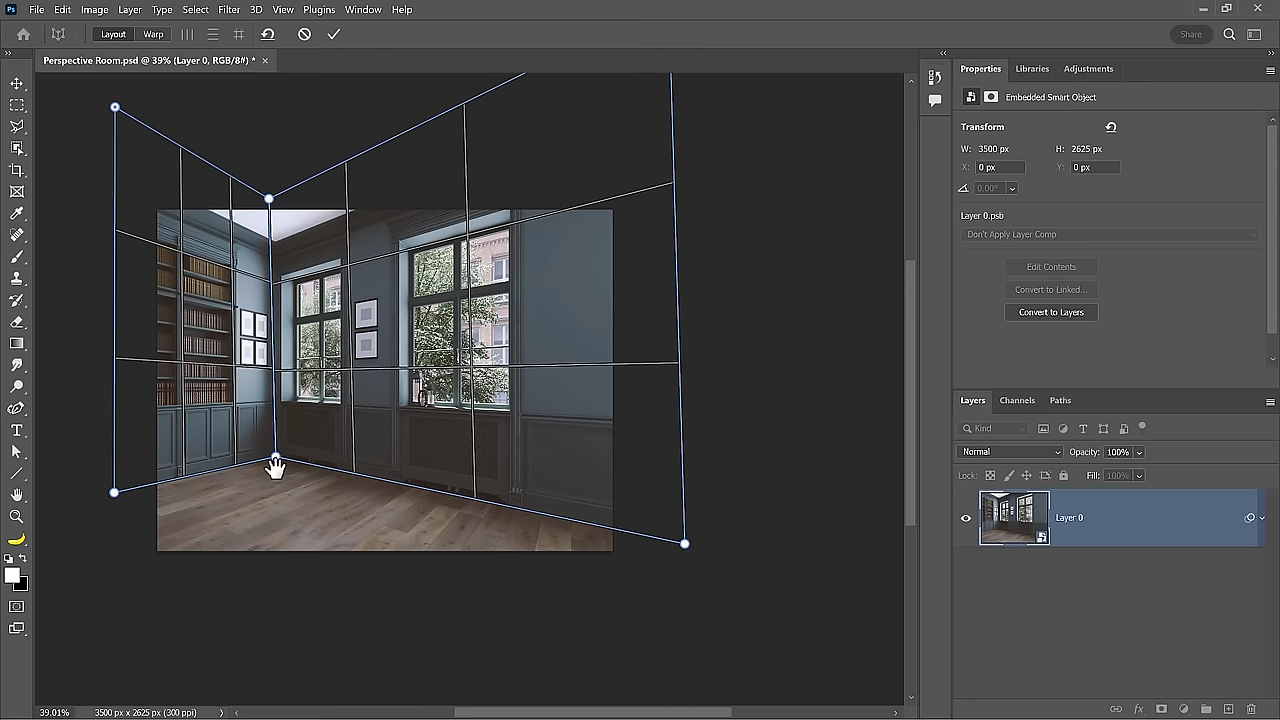 Ps File Edit Image Layer Type Select Filter 3D View Plugins Window Help
Layout Warp Share
Perspective Room.psd @ 39% (Layer 0, RGB/8#) * ×
Properties Libraries Adjustments
Embedded Smart Object
Transform
W: 3500 px H: 2625 px
X: 0 px Y: 0 px
0.00°
Layer 0.psb
Don't Apply Layer Comp
Edit Contents
Convert to Linked...
Convert to Layers
Layers Channels Paths
Kind
Normal Opacity: 100%
Lock: Fill: 100%
Layer 0
39.01% 3500 px x 2625 px (300 ppi)